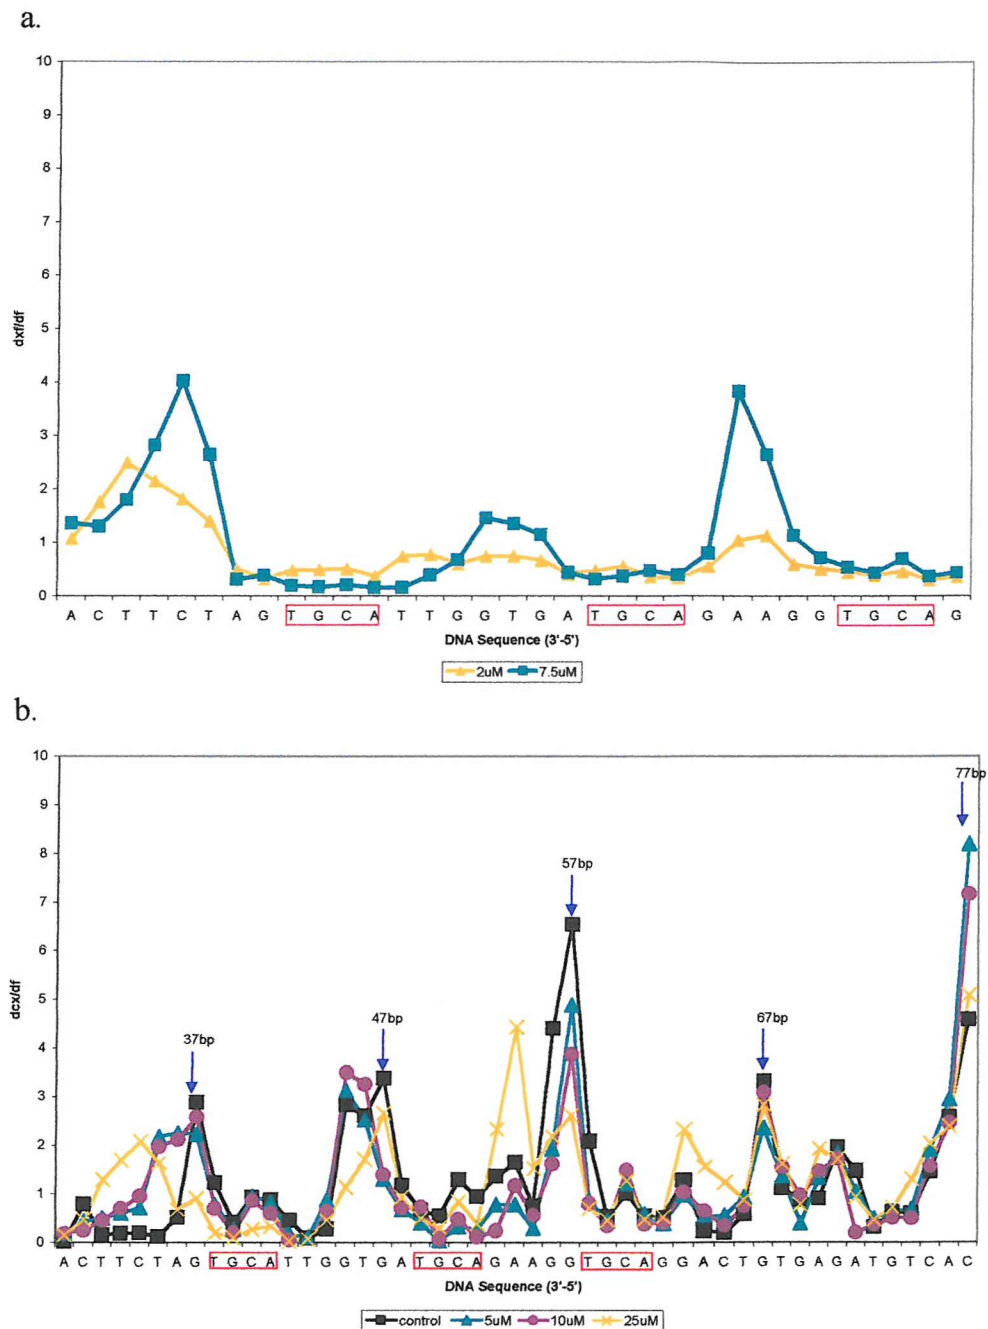 a.
10
9
8
7
6
5
4
3
2
1
0
dxf/df
A C T T C T A G T G C A T T G G T G A T G C A G A A G G T G C A G
DNA Sequence (3'-5')
2uM 7.5uM
b.
10
9
8
7
6
5
4
3
2
1
0
dcx/df
37bp
47bp
57bp
67bp
77bp
A C T T C T A G T G C A T T G G T G A T G C A G A A G G T G C A G G A C T G T G A G A T G T C A C
DNA Sequence (3'-5')
control 5uM 10uM 25uM